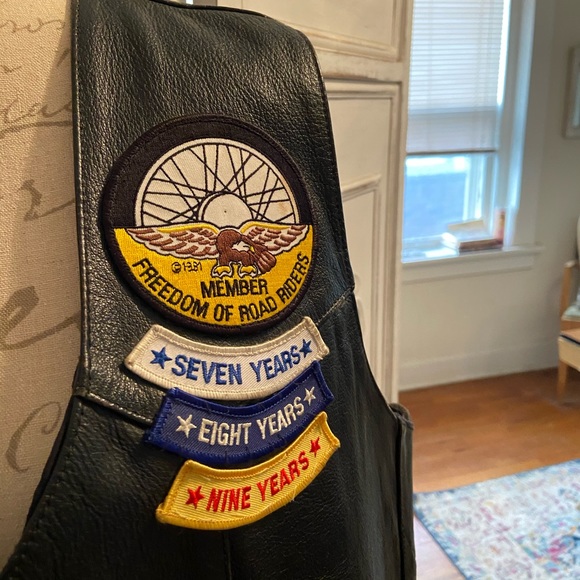 © 1981
MEMBER
FREEDOM OF ROAD RIDERS
SEVEN YEARS
EIGHT YEARS
NINE YEARS